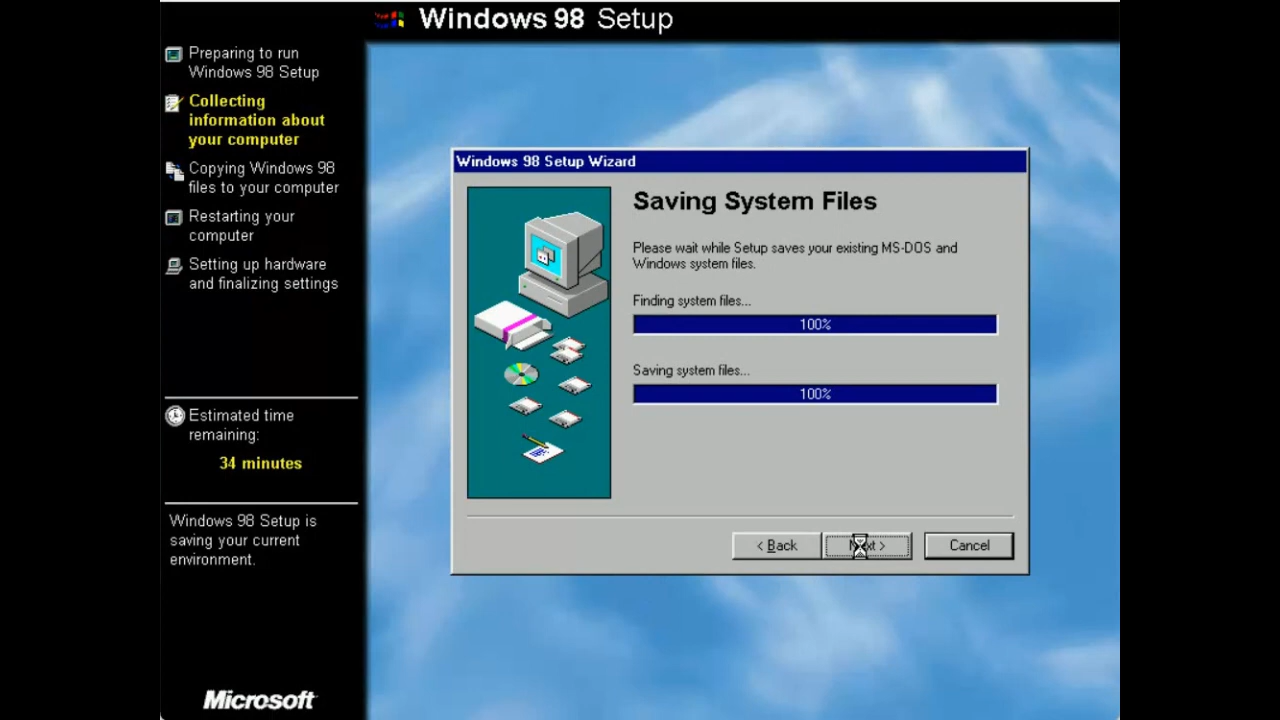 Windows 98 Setup
Preparing to run
Windows 98 Setup
Collecting
information about
your computer
Copying Windows 98
files to your computer
Restarting your
computer
Setting up hardware
and finalizing settings
Estimated time
remaining:
34 minutes
Windows 98 Setup is
saving your current
environment.
Microsoft
Windows 98 Setup Wizard
Saving System Files
Please wait while Setup saves your existing MS-DOS and
Windows system files.
Finding system files...
100%
Saving system files...
100%
< Back
Next >
Cancel